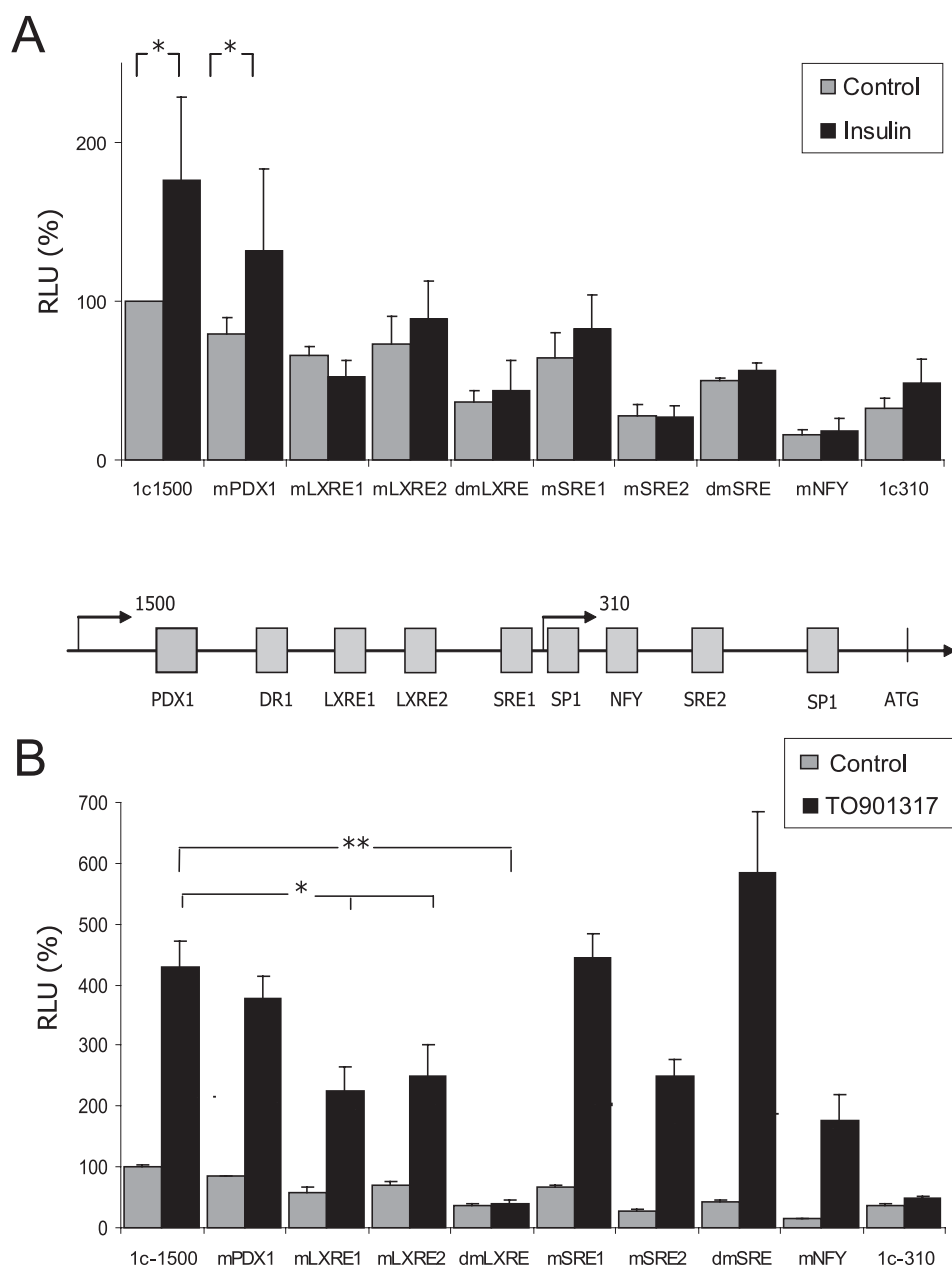 A
* *
Control
Insulin
RLU (%)
200
100
0
1c1500 mPDX1 mLXRE1 mLXRE2 dmLXRE mSRE1 mSRE2 dmSRE mNFY 1c310
1500 310
PDX1 DR1 LXRE1 LXRE2 SRE1 SP1 NFY SRE2 SP1 ATG
B
Control
TO901317
RLU (%)
700
600
500
400
300
200
100
0
**
*
1c-1500 mPDX1 mLXRE1 mLXRE2 dmLXRE mSRE1 mSRE2 dmSRE mNFY 1c-310